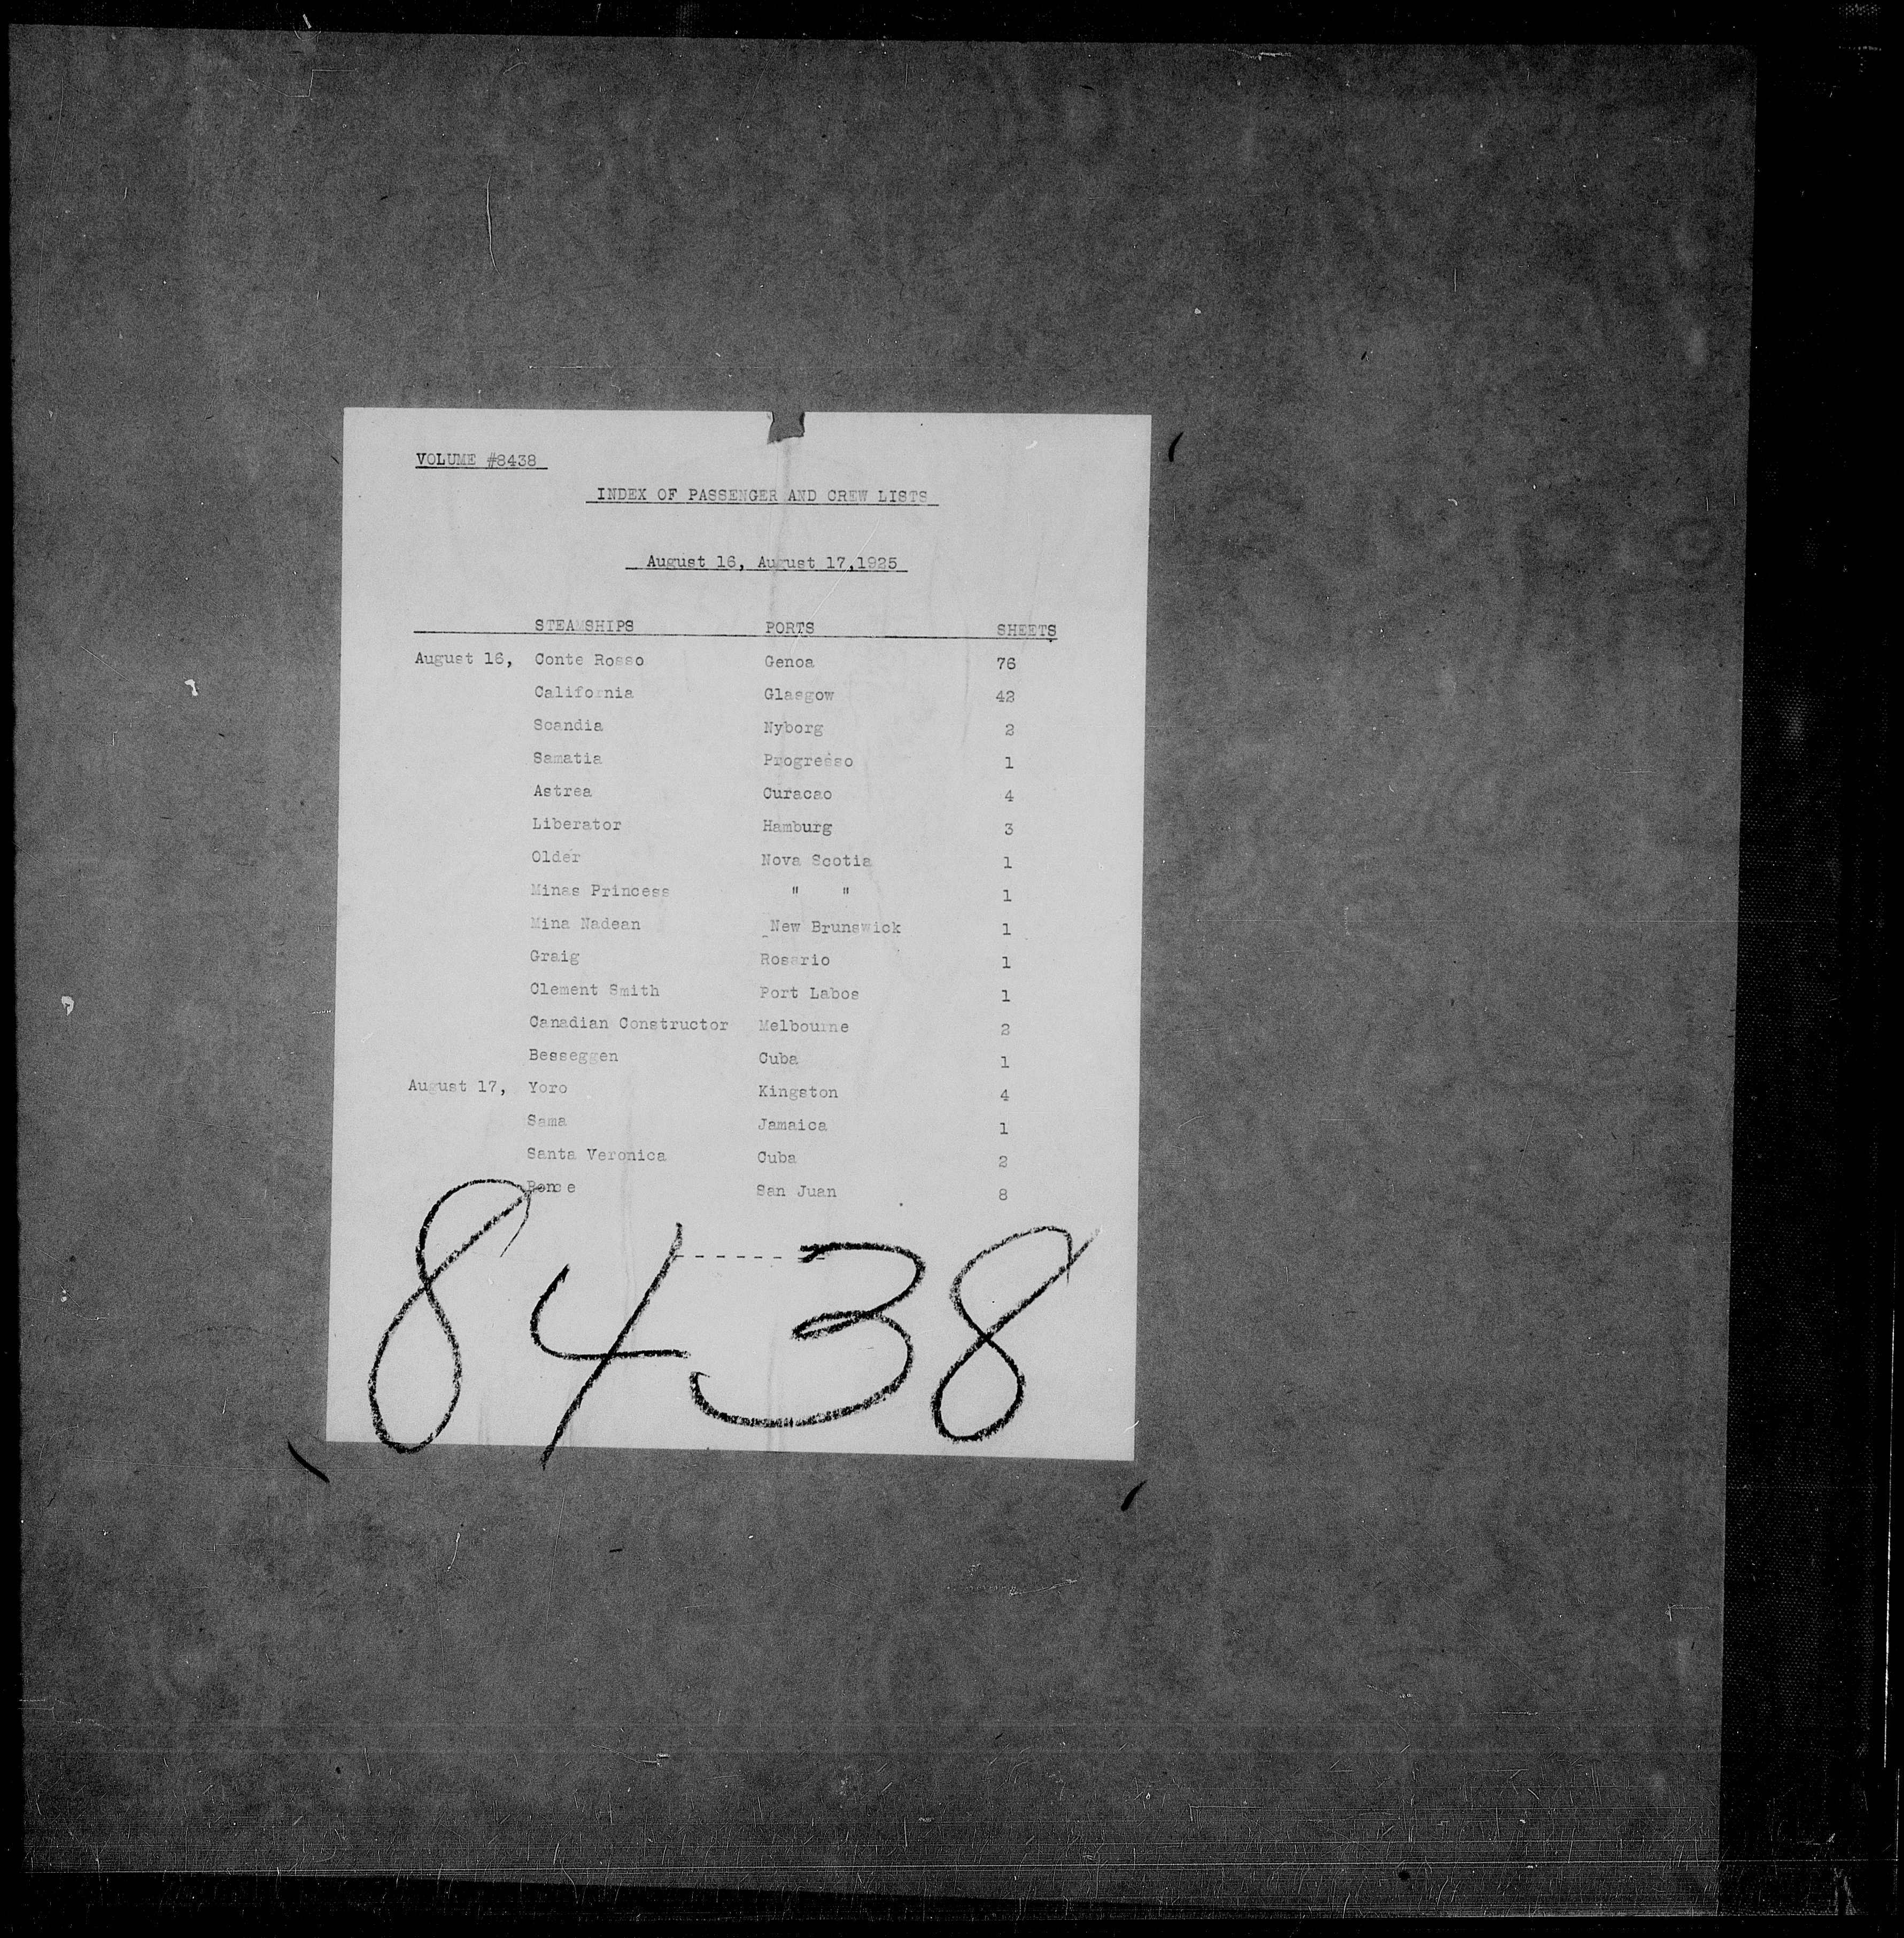 VOLUME #8438
INDEX OF PASSENGER AND CREW LISTS
August 16, August 17,1925
STEAMSHIPS PORTS SHEETS
August 16, Conte Rosso Genoa 76
California Glasgow 42
Scandia Nyborg 2
Samatia Progresso 1
Astrea Curacao 4
Liberator Hamburg 3
Older Nova Scotia 1
Minas Princess " " 1
Mina Nadean New Brunswick 1
Graig Rosario 1
Clement Smith Port Labos 1
Canadian Constructor Melbourne 2
Besseggen Cuba 1
August 17, Yoro Kingston 4
Sama Jamaica 1
Santa Veronica Cuba 2
Ponce San Juan 8
8438